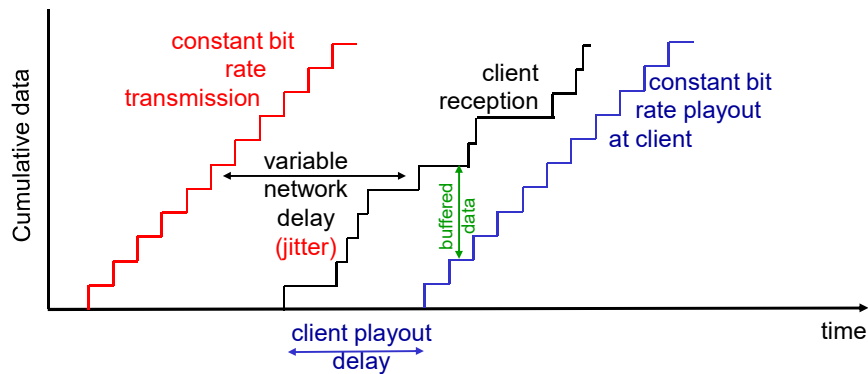 constant bit
rate
transmission
Cumulative data
variable
network
delay
(jitter)
client
reception
buffered
data
constant bit
rate playout
at client
client playout
delay
time